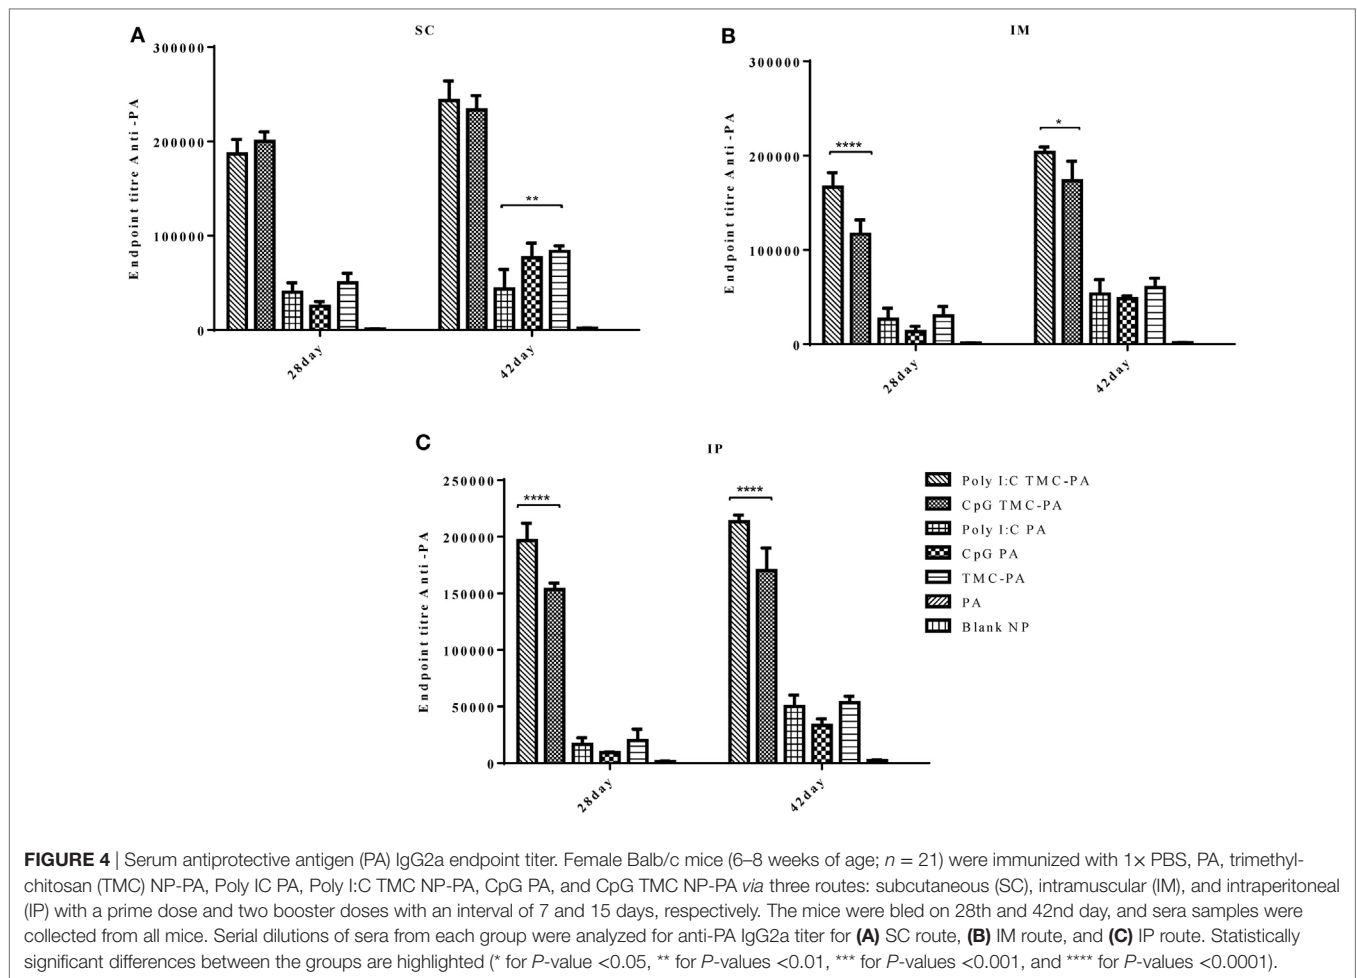 A
SC
Endpoint titre Anti -PA
300000
200000
100000
0
**
28day
42day
B
IM
Endpoint titre Anti -PA
300000
200000
100000
0
****
*
28day
42day
C
IP
Endpoint titre Anti -PA
250000
200000
150000
100000
50000
0
****
****
28day
42day
Poly I:C TMC-PA
CpG TMC-PA
Poly I:C PA
CpG PA
TMC-PA
PA
Blank NP
FIGURE 4 | Serum antiprotective antigen (PA) IgG2a endpoint titer. Female Balb/c mice (6–8 weeks of age; n = 21) were immunized with 1× PBS, PA, trimethyl-
chitosan (TMC) NP-PA, Poly IC PA, Poly I:C TMC NP-PA, CpG PA, and CpG TMC NP-PA via three routes: subcutaneous (SC), intramuscular (IM), and intraperitoneal
(IP) with a prime dose and two booster doses with an interval of 7 and 15 days, respectively. The mice were bled on 28th and 42nd day, and sera samples were
collected from all mice. Serial dilutions of sera from each group were analyzed for anti-PA IgG2a titer for (A) SC route, (B) IM route, and (C) IP route. Statistically
significant differences between the groups are highlighted (* for P-value <0.05, ** for P-values <0.01, *** for P-values <0.001, and **** for P-values <0.0001).